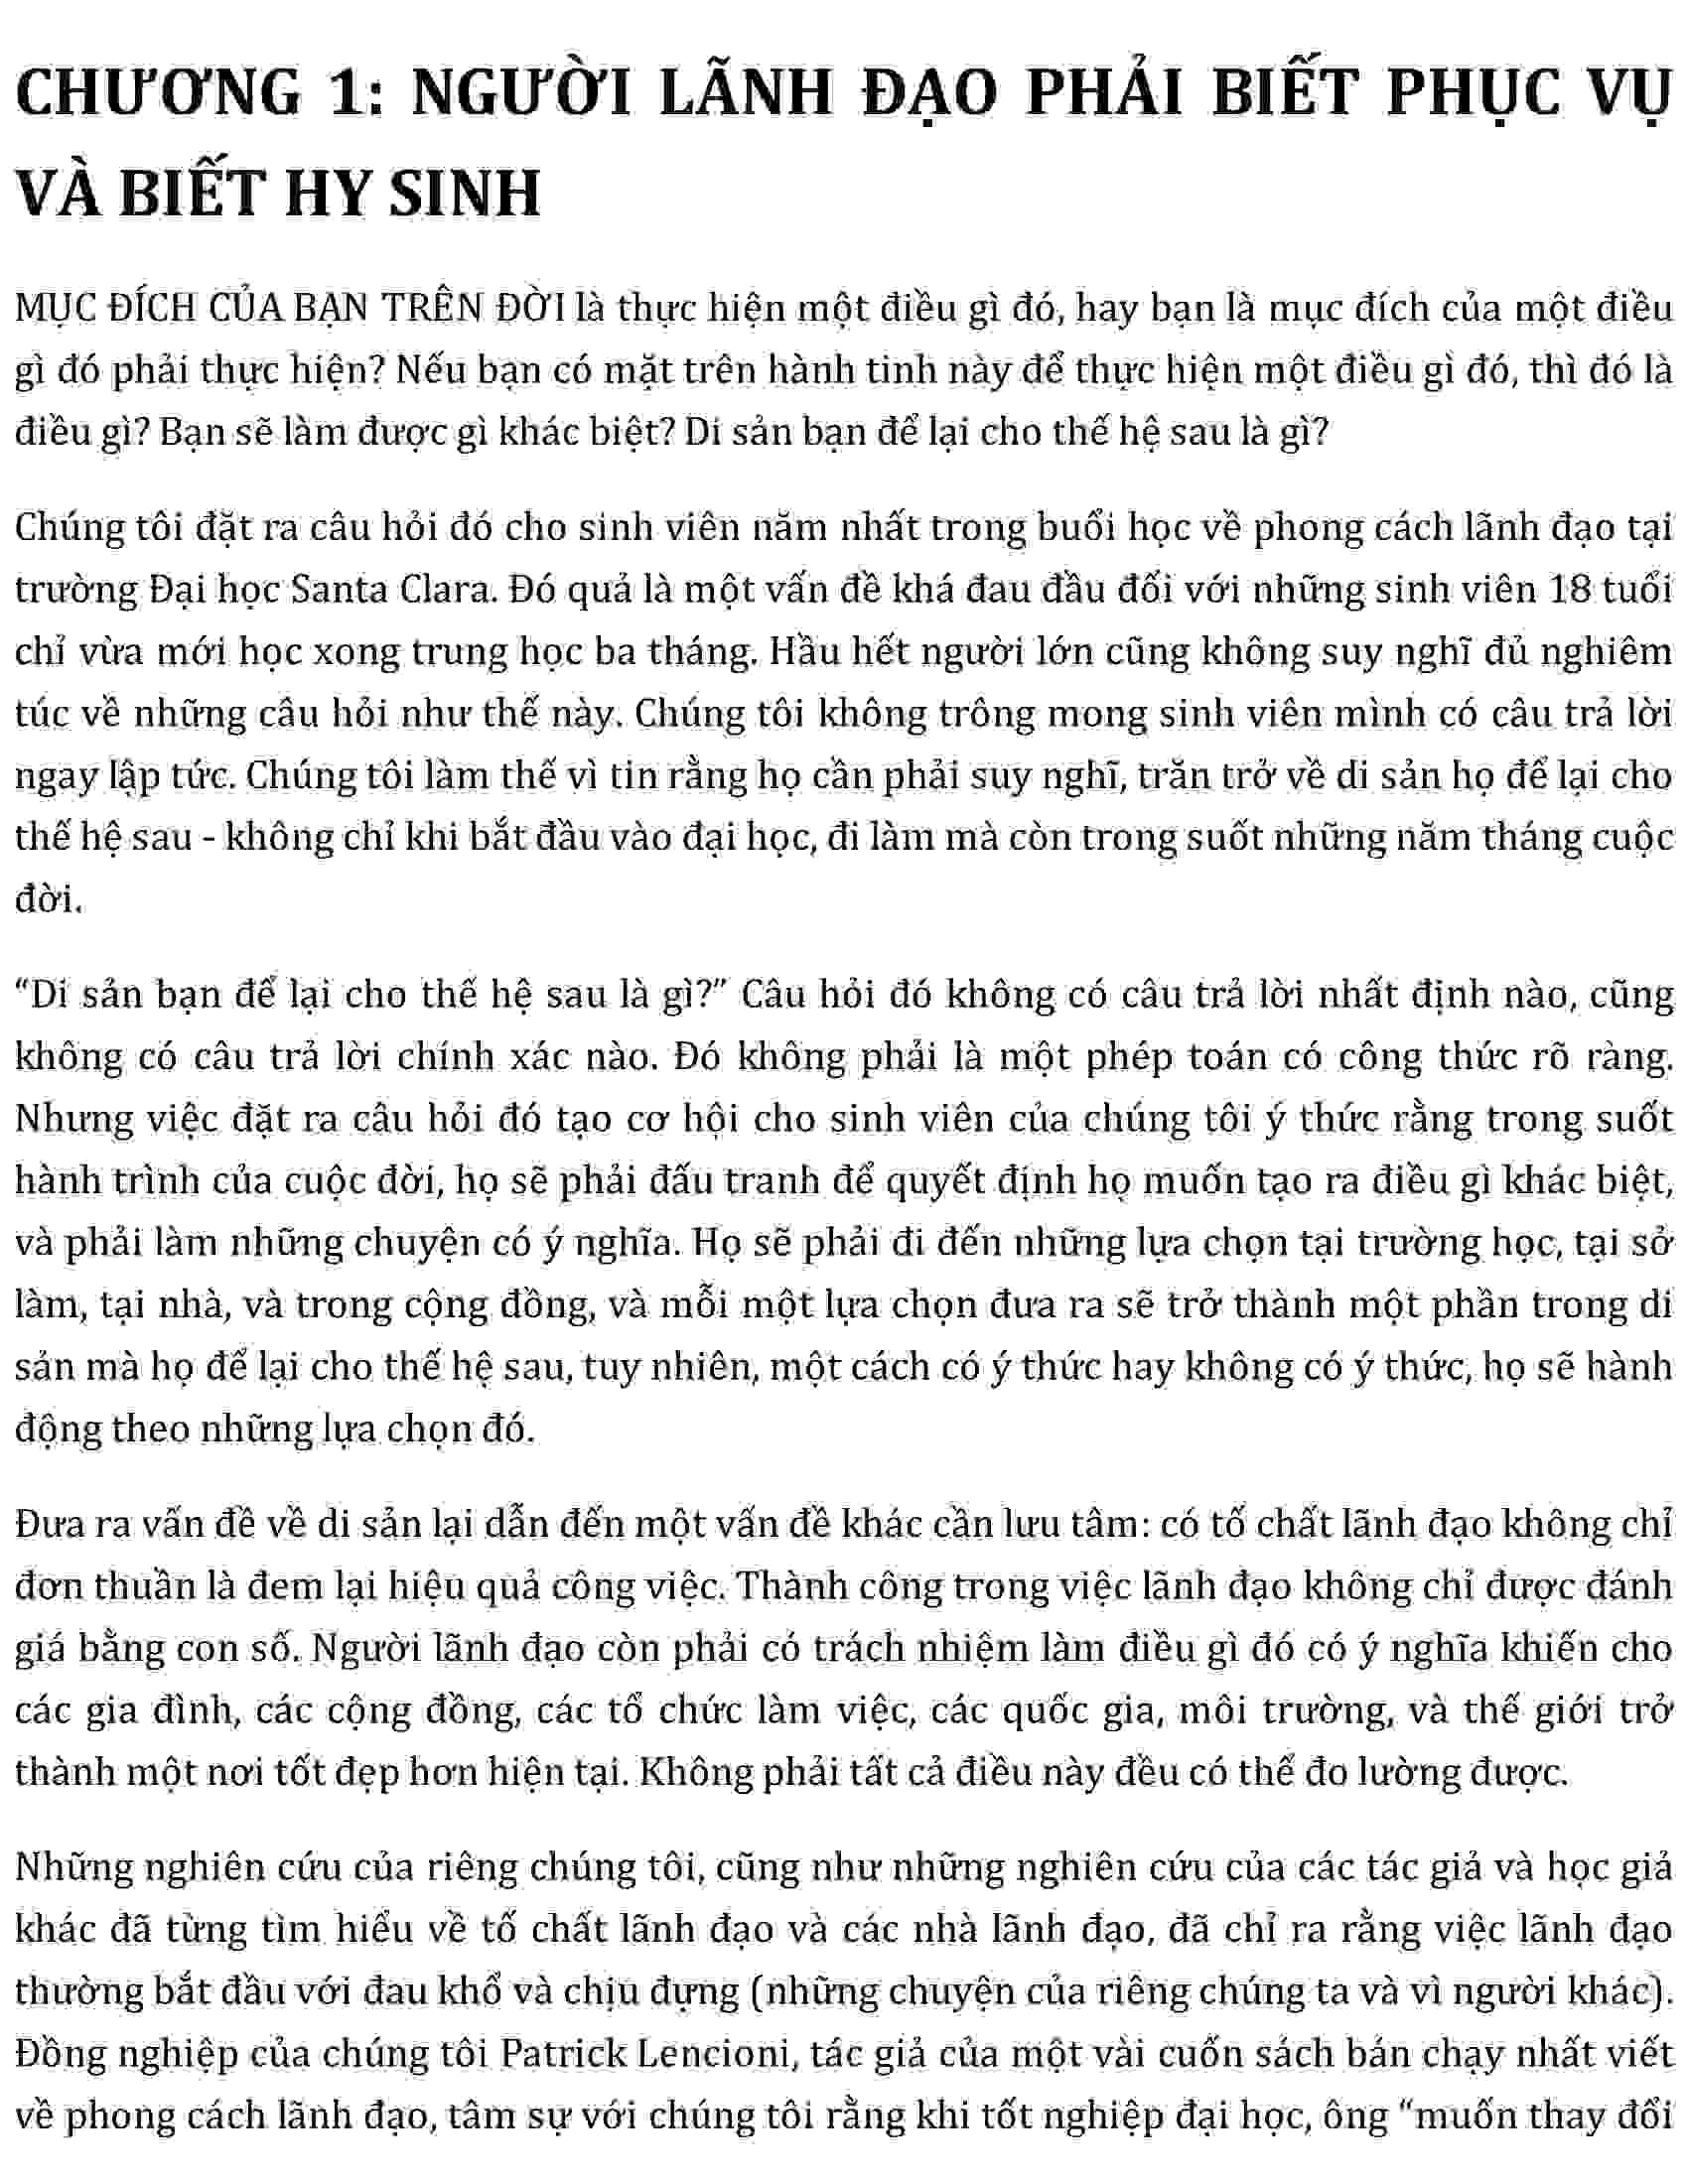 CHƯƠNG 1: NGƯỜI LÃNH ĐẠO PHẢI BIẾT PHỤC VỤ
VÀ BIẾT HY SINH
MỤC ĐÍCH CỦA BẠN TRÊN ĐỜI là thực hiện một điều gì đó, hay bạn là mục đích của một điều
gì đó phải thực hiện? Nếu bạn có mặt trên hành tinh này để thực hiện một điều gì đó, thì đó là
điều gì? Bạn sẽ làm được gì khác biệt? Di sản bạn để lại cho thế hệ sau là gì?
Chúng tôi đặt ra câu hỏi đó cho sinh viên năm nhất trong buổi học về phong cách lãnh đạo tại
trường Đại học Santa Clara. Đó quả là một vấn đề khá đau đầu đối với những sinh viên 18 tuổi
chỉ vừa mới học xong trung học ba tháng. Hầu hết người lớn cũng không suy nghĩ đủ nghiêm
túc về những câu hỏi như thế này. Chúng tôi không trông mong sinh viên mình có câu trả lời
ngay lập tức. Chúng tôi làm thế vì tin rằng họ cần phải suy nghĩ, trăn trở về di sản họ để lại cho
thế hệ sau - không chỉ khi bắt đầu vào đại học, đi làm mà còn trong suốt những năm tháng cuộc
đời.
“Di sản bạn để lại cho thế hệ sau là gì?” Câu hỏi đó không có câu trả lời nhất định nào, cũng
không có câu trả lời chính xác nào. Đó không phải là một phép toán có công thức rõ ràng.
Nhưng việc đặt ra câu hỏi đó tạo cơ hội cho sinh viên của chúng tôi ý thức rằng trong suốt
hành trình của cuộc đời, họ sẽ phải đấu tranh để quyết định họ muốn tạo ra điều gì khác biệt,
và phải làm những chuyện có ý nghĩa. Họ sẽ phải đi đến những lựa chọn tại trường học, tại sở
làm, tại nhà, và trong cộng đồng, và mỗi một lựa chọn đưa ra sẽ trở thành một phần trong di
sản mà họ để lại cho thế hệ sau, tuy nhiên, một cách có ý thức hay không có ý thức, họ sẽ hành
động theo những lựa chọn đó.
Đưa ra vấn đề về di sản lại dẫn đến một vấn đề khác cần lưu tâm: có tố chất lãnh đạo không chỉ
đơn thuần là đem lại hiệu quả công việc. Thành công trong việc lãnh đạo không chỉ được đánh
giá bằng con số. Người lãnh đạo còn phải có trách nhiệm làm điều gì đó có ý nghĩa khiến cho
các gia đình, các cộng đồng, các tổ chức làm việc, các quốc gia, môi trường, và thế giới trở
thành một nơi tốt đẹp hơn hiện tại. Không phải tất cả điều này đều có thể đo lường được.
Những nghiên cứu của riêng chúng tôi, cũng như những nghiên cứu của các tác giả và học giả
khác đã từng tìm hiểu về tố chất lãnh đạo và các nhà lãnh đạo, đã chỉ ra rằng việc lãnh đạo
thường bắt đầu với đau khổ và chịu đựng (những chuyện của riêng chúng ta và vì người khác).
Đồng nghiệp của chúng tôi Patrick Lencioni, tác giả của một vài cuốn sách bán chạy nhất viết
về phong cách lãnh đạo, tâm sự với chúng tôi rằng khi tốt nghiệp đại học, ông “muốn thay đổi